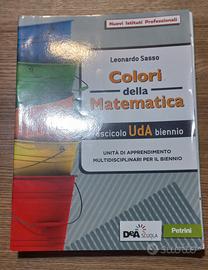 Nuovi Istituti Professionali
Leonardo Sasso
Colori
della
Matematica
Fascicolo UdA biennio
UNITÀ DI APPRENDIMENTO
MULTIDISCIPLINARI PER IL BIENNIO
DeA SCUOLA
Petrini